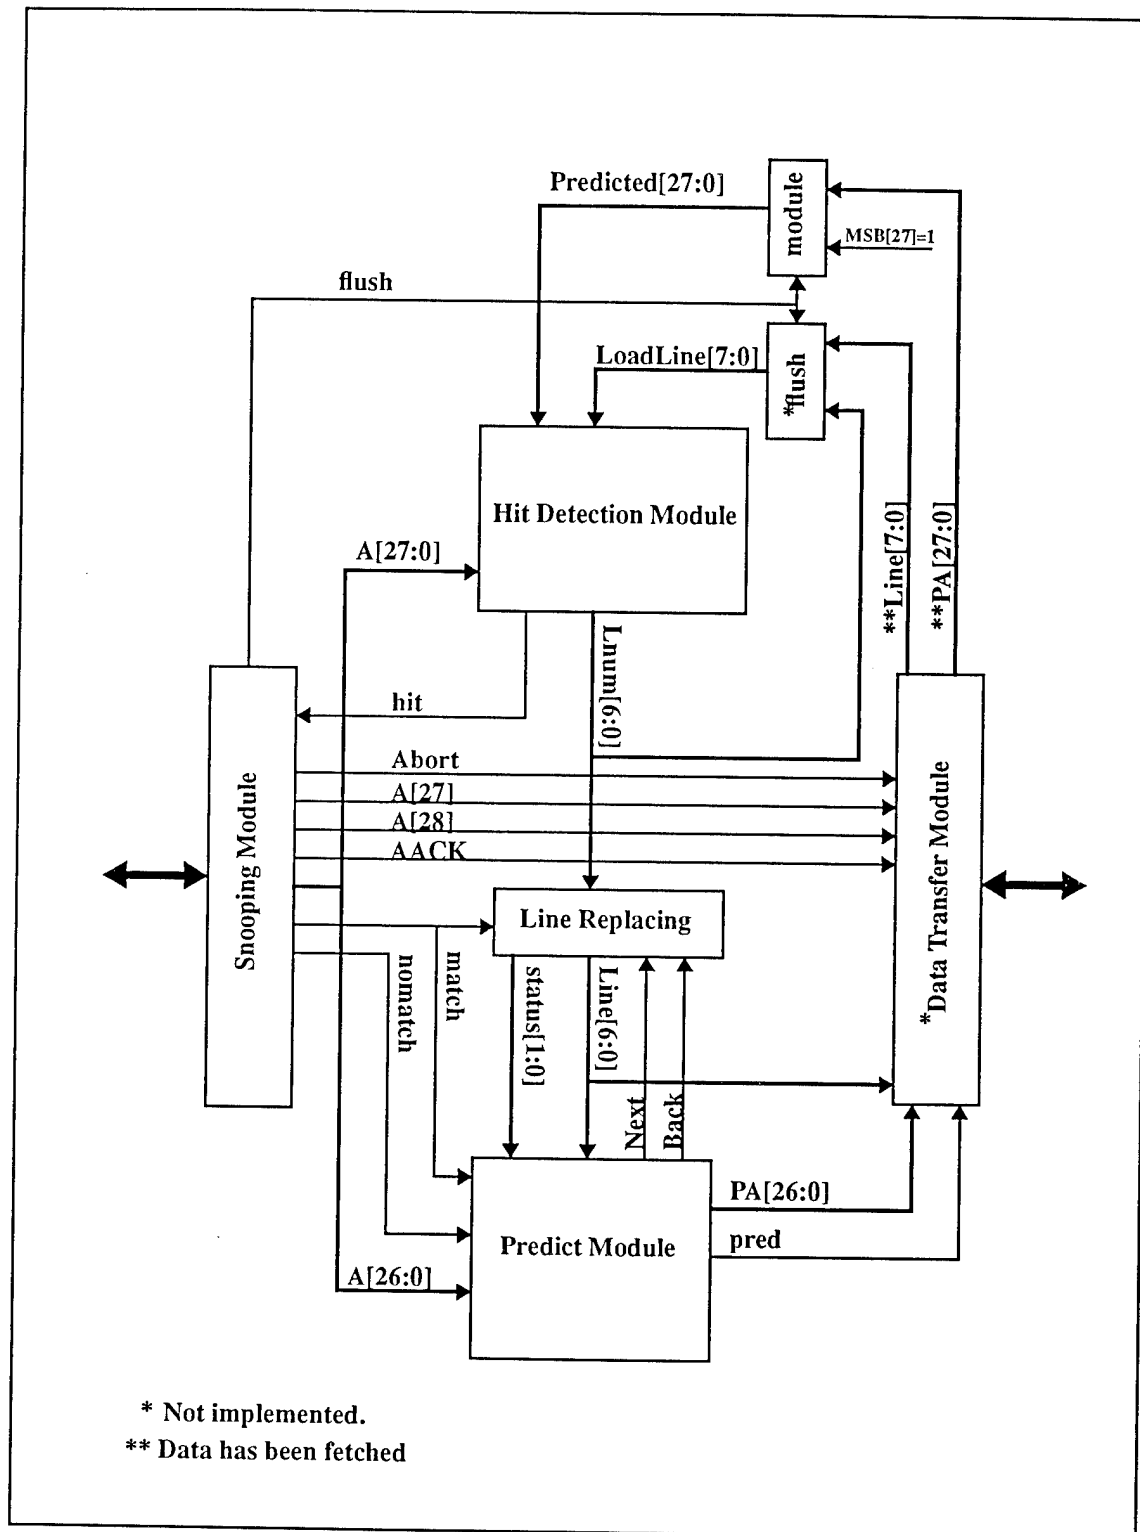 Predicted[27:0]
module
MSB[27]=1
flush
LoadLine[7:0]
*flush
Hit Detection Module
A[27:0]
**Line[7:0]
**PA[27:0]
Lnum[6:0]
hit
Abort
A[27]
A[28]
AACK
Snooping Module
*Data Transfer Module
Line Replacing
nomatch
match
status[1:0]
Line[6:0]
Next
Back
PA[26:0]
pred
Predict Module
A[26:0]
* Not implemented.
** Data has been fetched